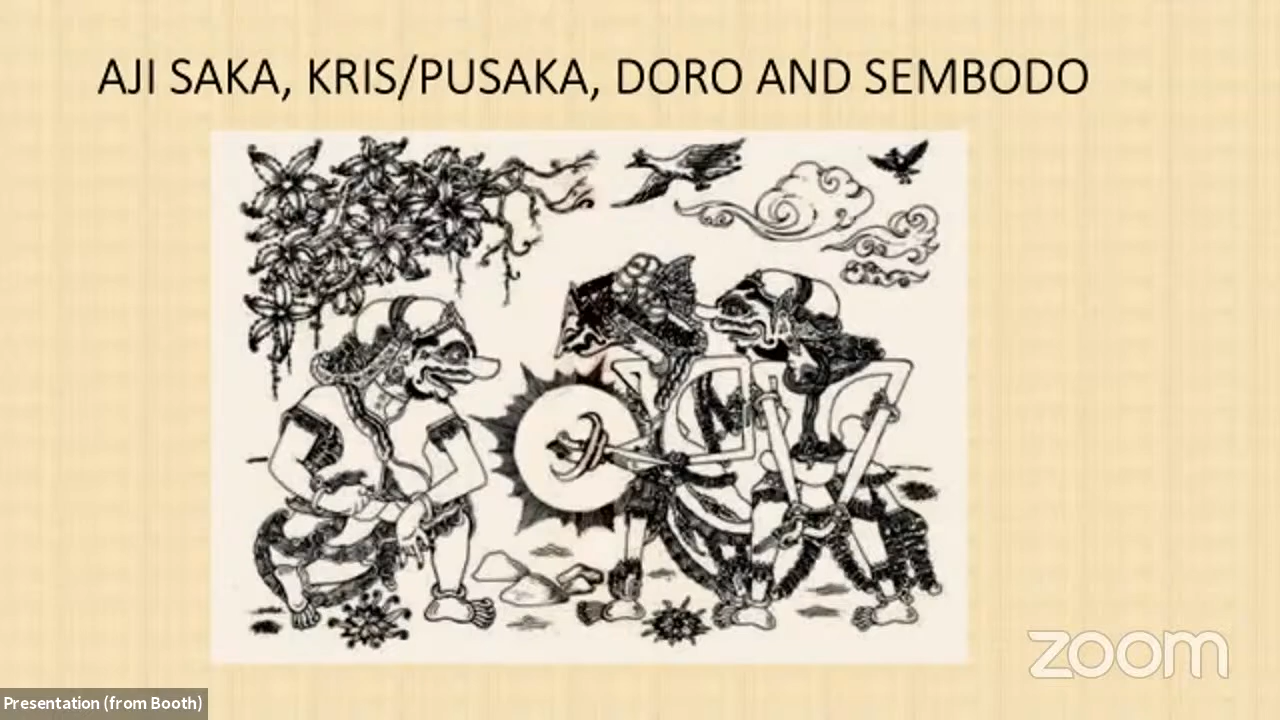 AJI SAKA, KRIS/PUSAKA, DORO AND SEMBODO
zoom
Presentation (from Booth)